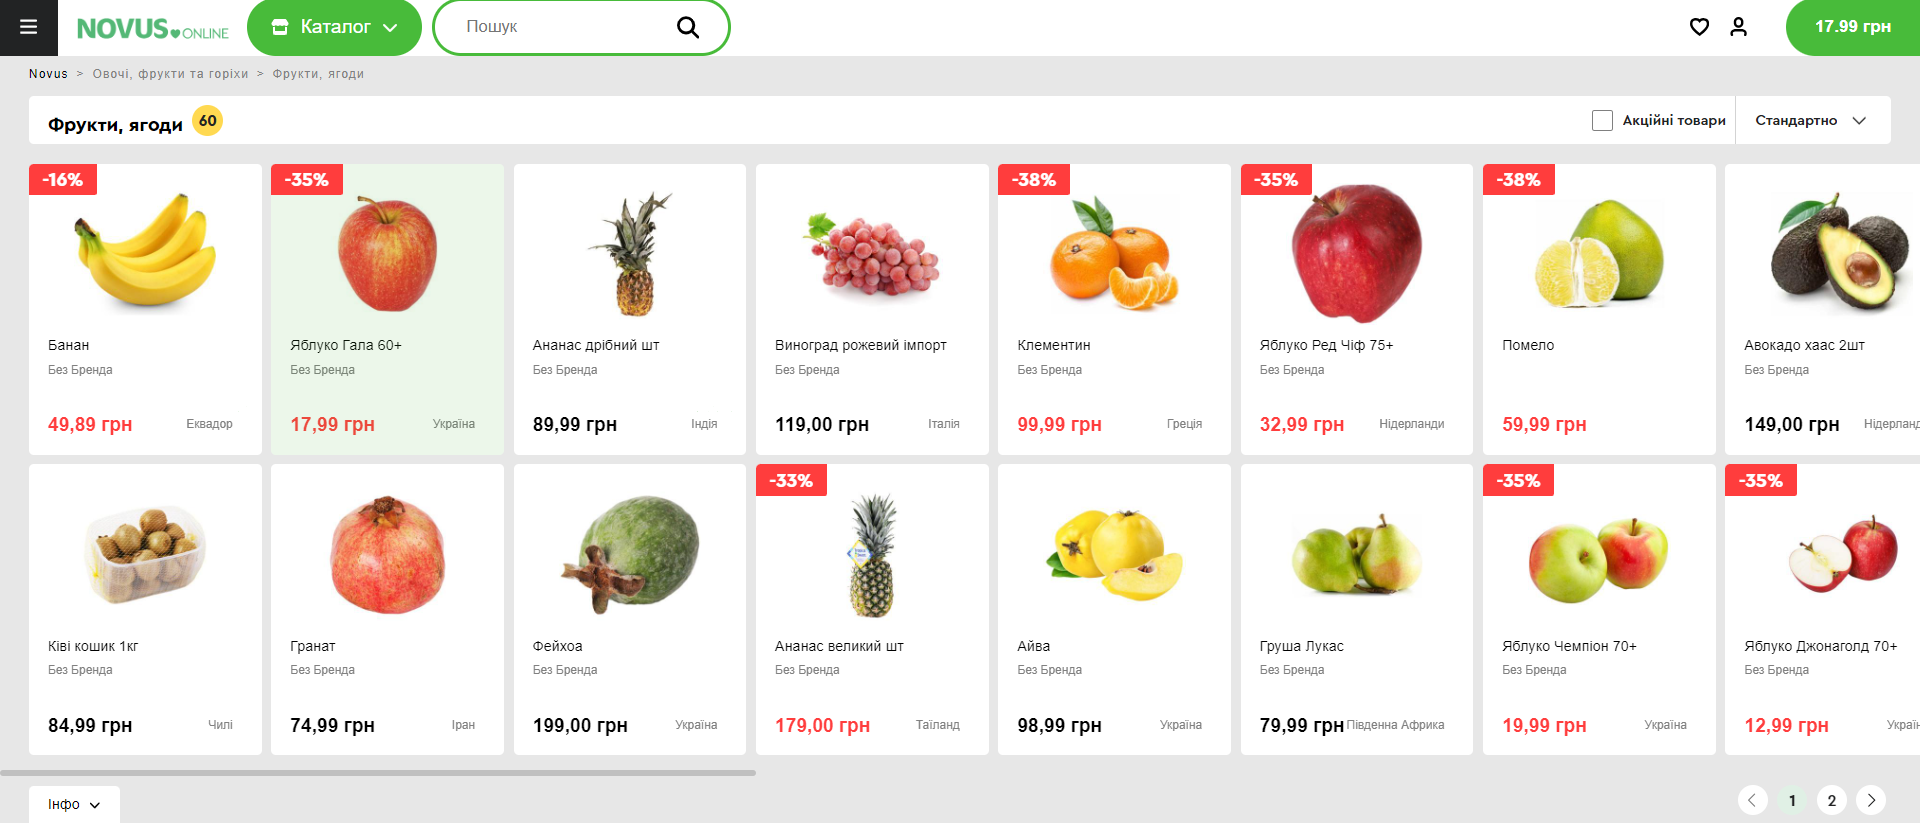 NOVUS ONLINE
Каталог
Пошук
17.99 грн
Novus > Овочі, фрукти та горіхи > Фрукти, ягоди
Фрукти, ягоди 60
Акційні товари
Стандартно
-16%
Банан
Без Бренда
49,89 грн Еквадор
-35%
Яблуко Гала 60+
Без Бренда
17,99 грн Україна
Ананас дрібний шт
Без Бренда
89,99 грн Індія
Виноград рожевий імпорт
Без Бренда
119,00 грн Італія
-38%
Клементин
Без Бренда
99,99 грн Греція
-35%
Яблуко Ред Чіф 75+
Без Бренда
32,99 грн Нідерланди
-38%
Помело
59,99 грн
Авокадо хаас 2шт
Без Бренда
149,00 грн Нідерланд
Ківі кошик 1кг
Без Бренда
84,99 грн Чилі
Гранат
Без Бренда
74,99 грн Іран
Фейхоа
Без Бренда
199,00 грн Україна
-33%
Ананас великий шт
Без Бренда
179,00 грн Таїланд
Айва
Без Бренда
98,99 грн Україна
Груша Лукас
Без Бренда
79,99 грн Південна Африка
-35%
Яблуко Чемпіон 70+
Без Бренда
19,99 грн Україна
-35%
Яблуко Джонаголд 70+
Без Бренда
12,99 грн Україн
Інфо
1 2